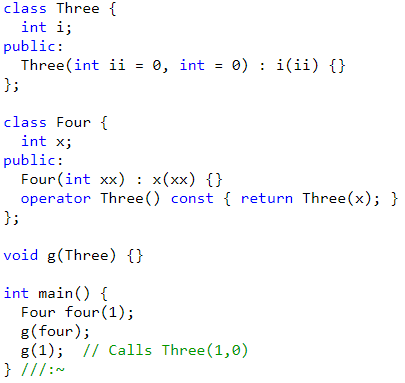 class Three {
  int i;
public:
  Three(int ii = 0, int = 0) : i(ii) {}
};

class Four {
  int x;
public:
  Four(int xx) : x(xx) {}
  operator Three() const { return Three(x); }
};

void g(Three) {}

int main() {
  Four four(1);
  g(four);
  g(1);  // Calls Three(1,0)
} ///:~